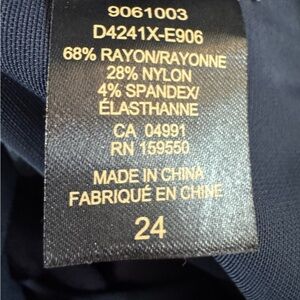 9061003
D4241X-E906
68% RAYON/RAYONNE
28% NYLON
4% SPANDEX/
ÉLASTHANNE
CA 04991
RN 159550
MADE IN CHINA
FABRIQUÉ EN CHINE
24